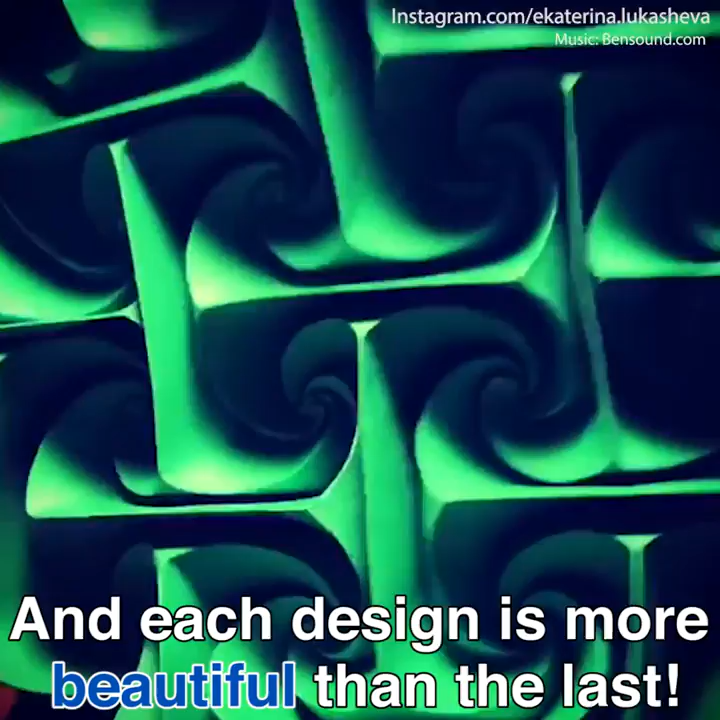 Instagram.com/ekaterina.lukasheva
Music: Bensound.com
And each design is more
beautiful than the last!